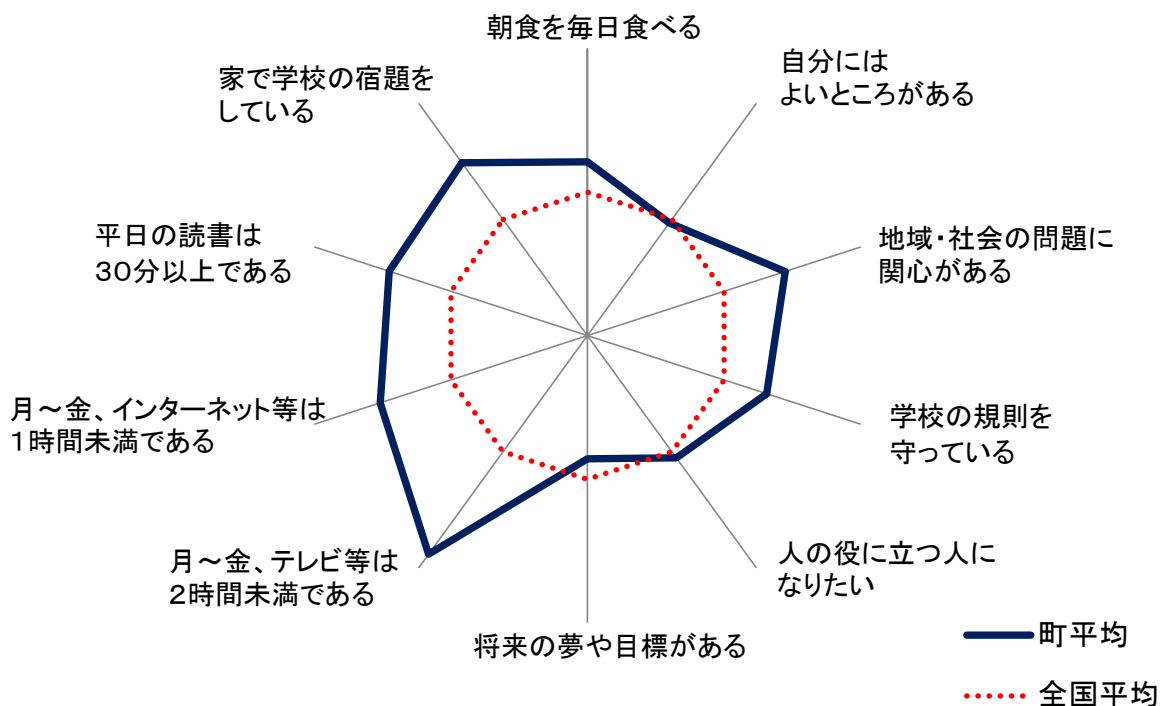 朝食を毎日食べる
自分には
よいところがある
地域・社会の問題に
関心がある
学校の規則を
守っている
人の役に立つ人に
なりたい
将来の夢や目標がある
月～金、テレビ等は
２時間未満である
月～金、インターネット等は
１時間未満である
平日の読書は
３０分以上である
家で学校の宿題を
している
町平均
全国平均